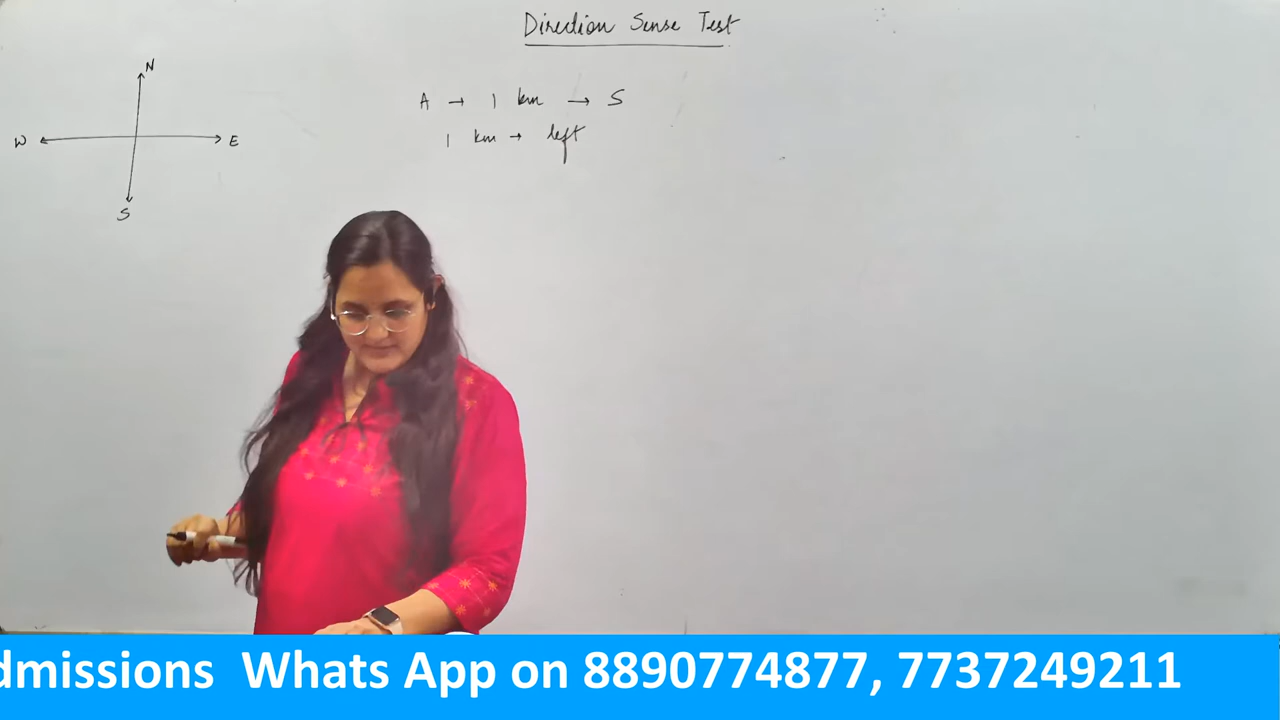 Direction Sense Test
N
W E
S
A → 1 km → S
1 km → left
dmissions Whats App on 8890774877, 7737249211